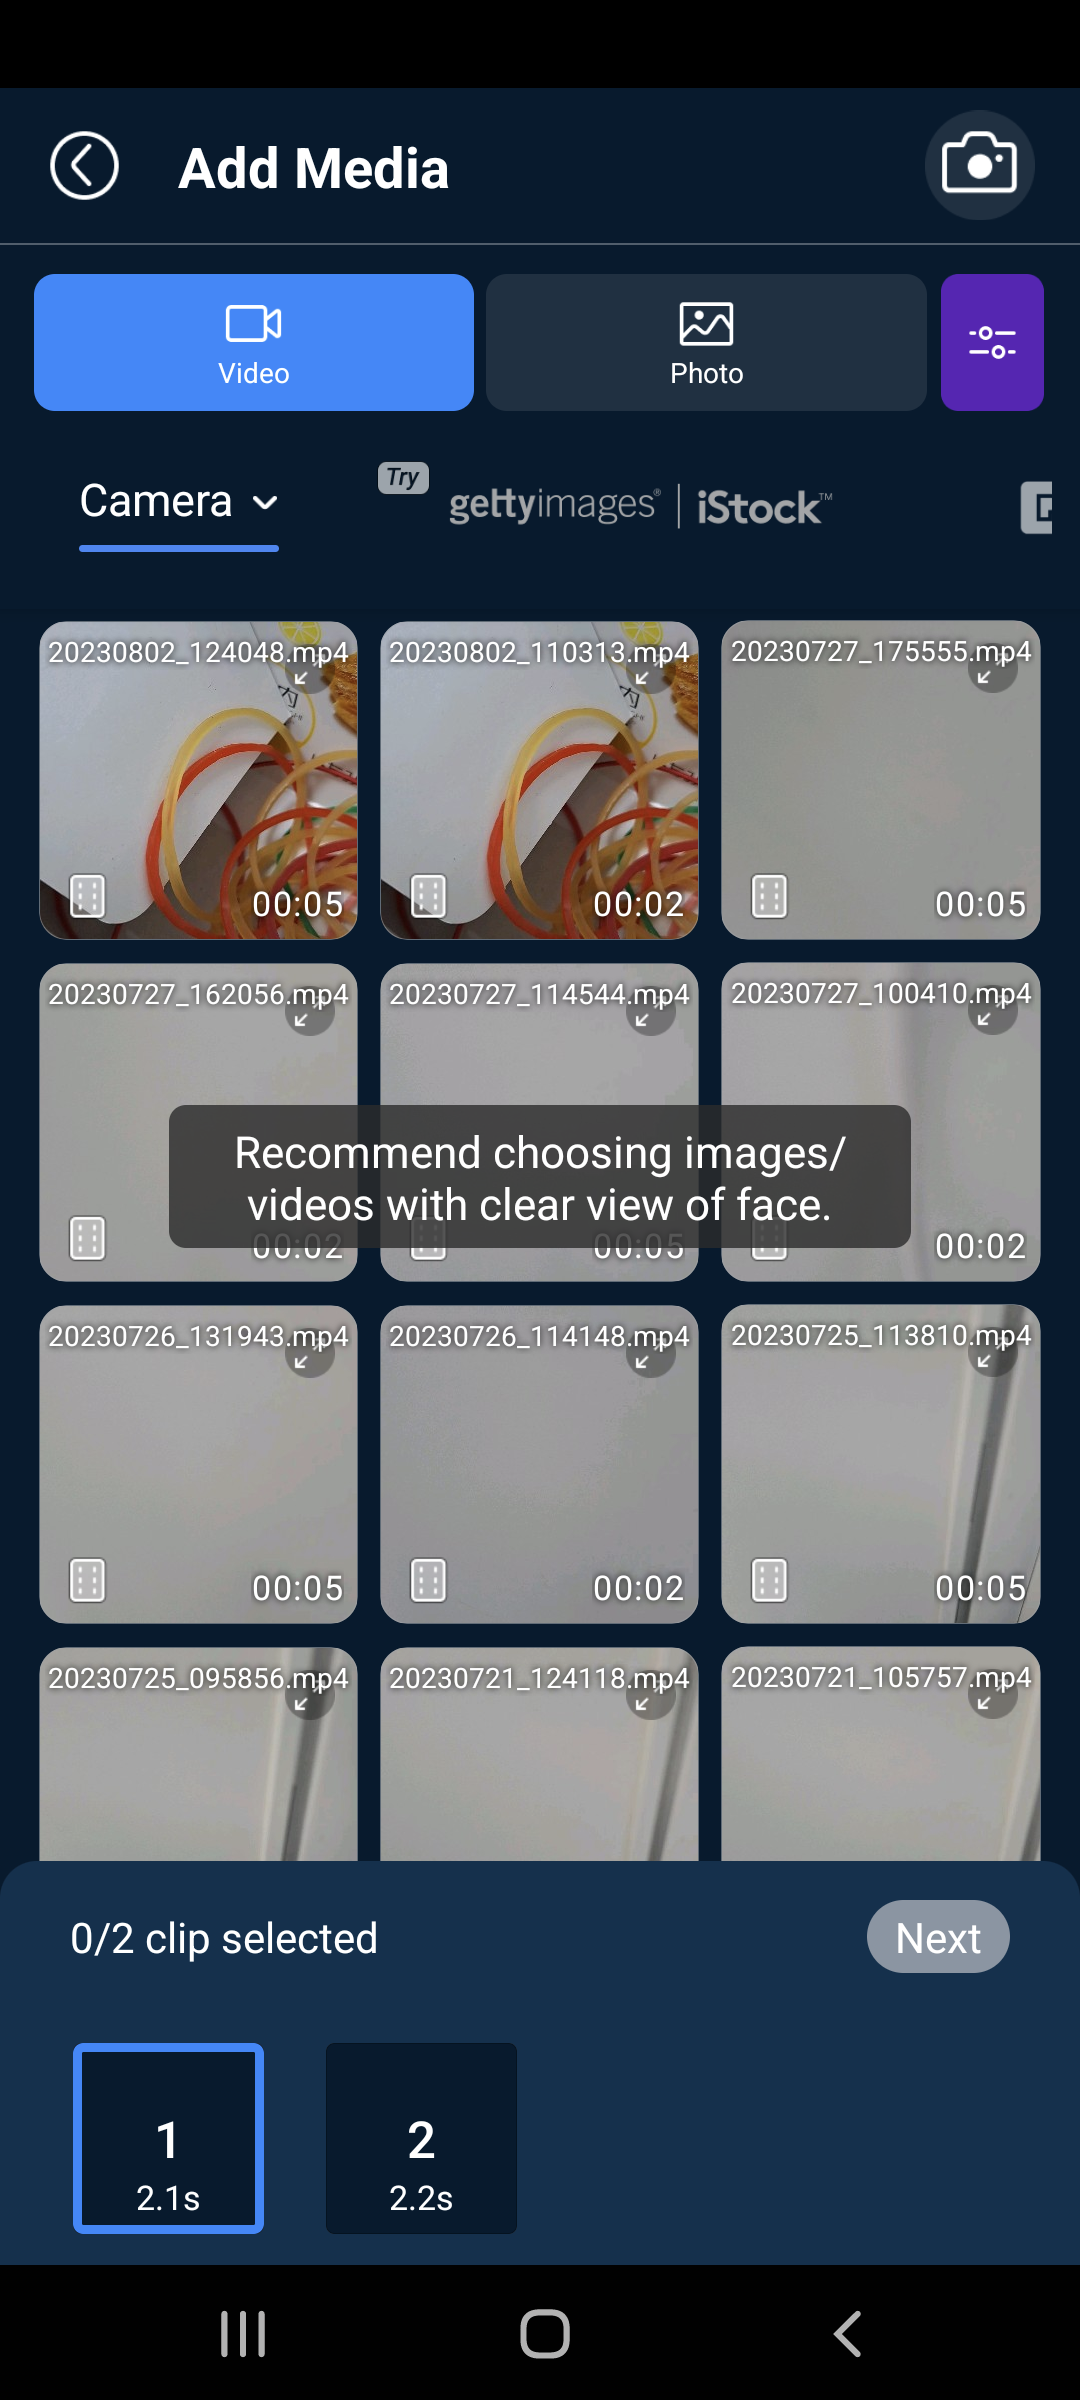 Add Media
Video
Photo
Camera
Try
gettyimages® | iStock™
20230802_124048.mp4
20230802_110313.mp4
20230727_175555.mp4
00:05
00:02
00:05
20230727_162056.mp4
20230727_114544.mp4
20230727_100410.mp4
Recommend choosing images/
videos with clear view of face.
00:02
00:05
00:02
20230726_131943.mp4
20230726_114148.mp4
20230725_113810.mp4
00:05
00:02
00:05
20230725_095856.mp4
20230721_124118.mp4
20230721_105757.mp4
0/2 clip selected
Next
1
2.1s
2
2.2s